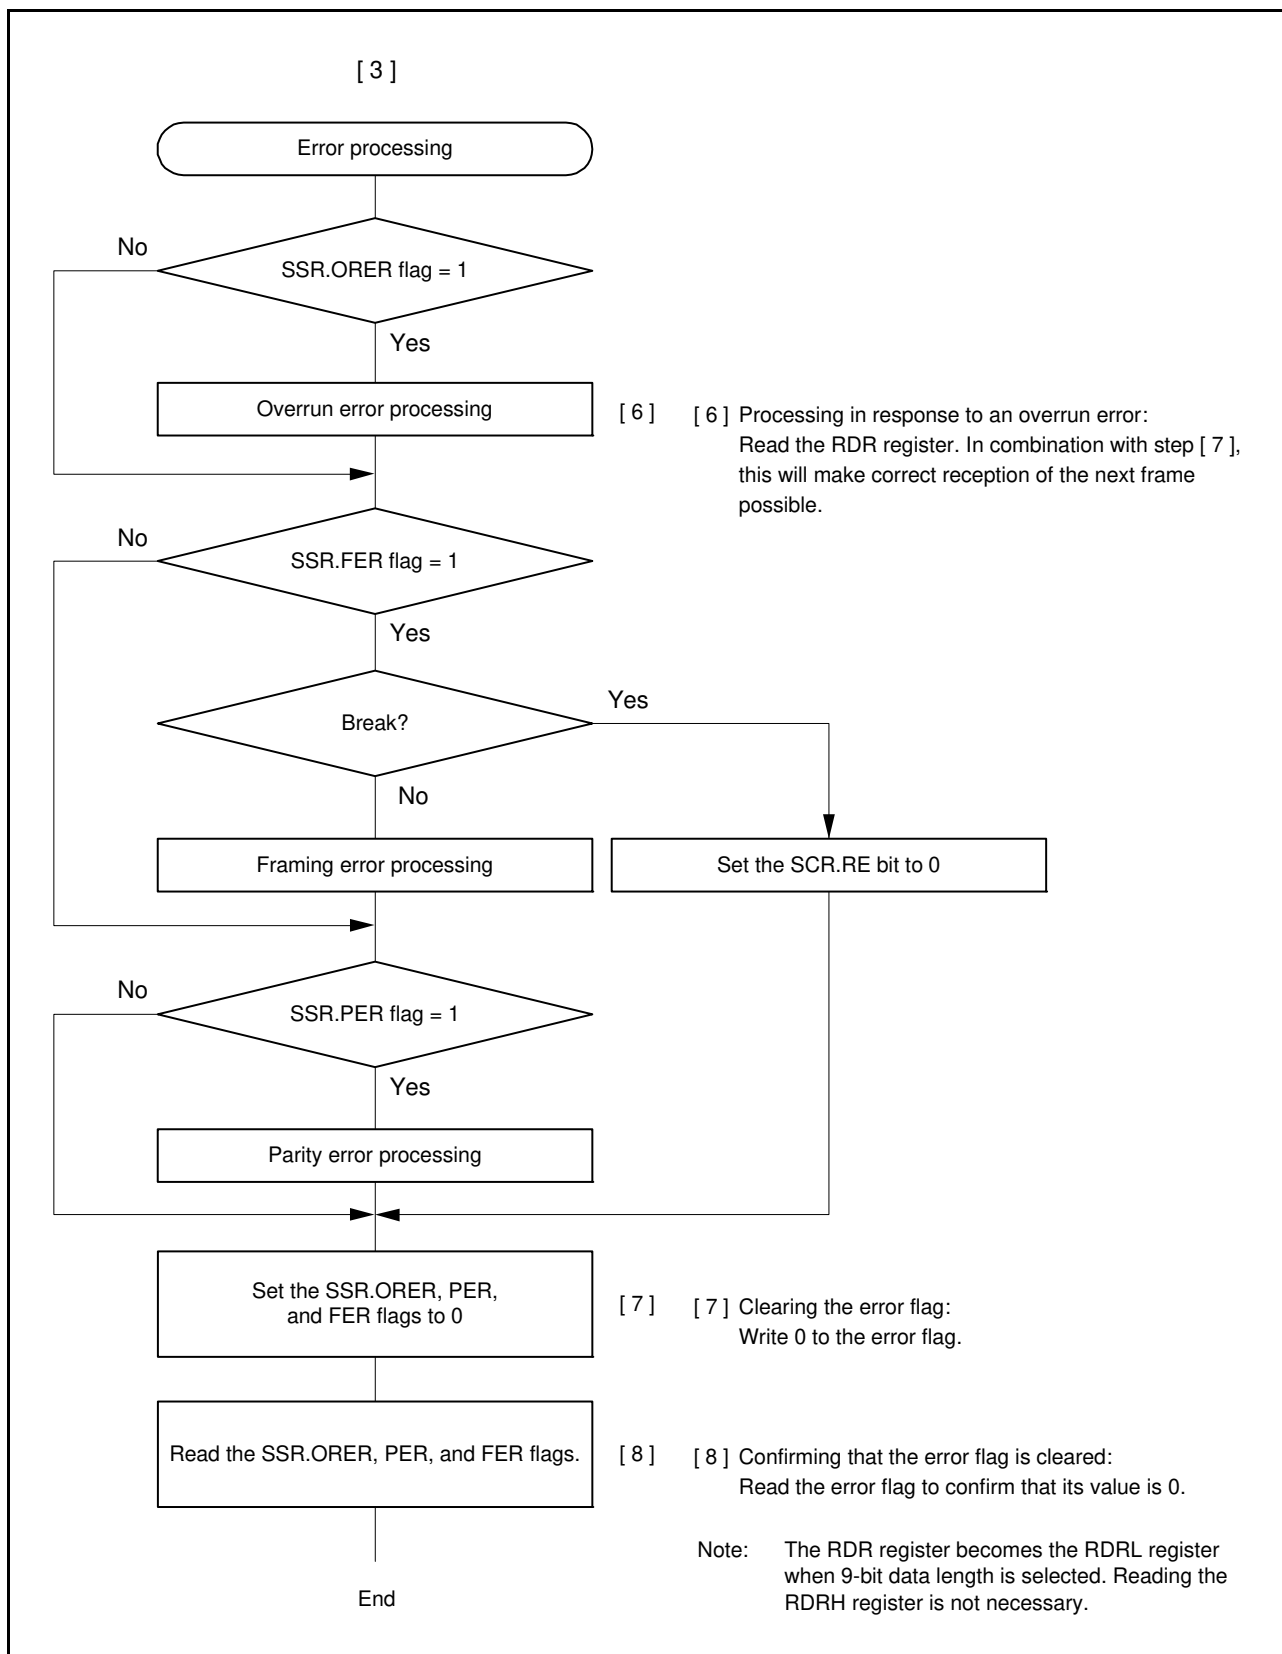 [ 3 ]
Error processing
No
SSR.ORER flag = 1
Yes
Overrun error processing
[ 6 ]
[ 6 ] Processing in response to an overrun error:
Read the RDR register. In combination with step [ 7 ],
this will make correct reception of the next frame
possible.
No
SSR.FER flag = 1
Yes
Break?
Yes
No
Framing error processing
Set the SCR.RE bit to 0
No
SSR.PER flag = 1
Yes
Parity error processing
Set the SSR.ORER, PER,
and FER flags to 0
[ 7 ]
[ 7 ] Clearing the error flag:
Write 0 to the error flag.
Read the SSR.ORER, PER, and FER flags.
[ 8 ]
[ 8 ] Confirming that the error flag is cleared:
Read the error flag to confirm that its value is 0.
End
Note: The RDR register becomes the RDRL register
when 9-bit data length is selected. Reading the
RDRH register is not necessary.